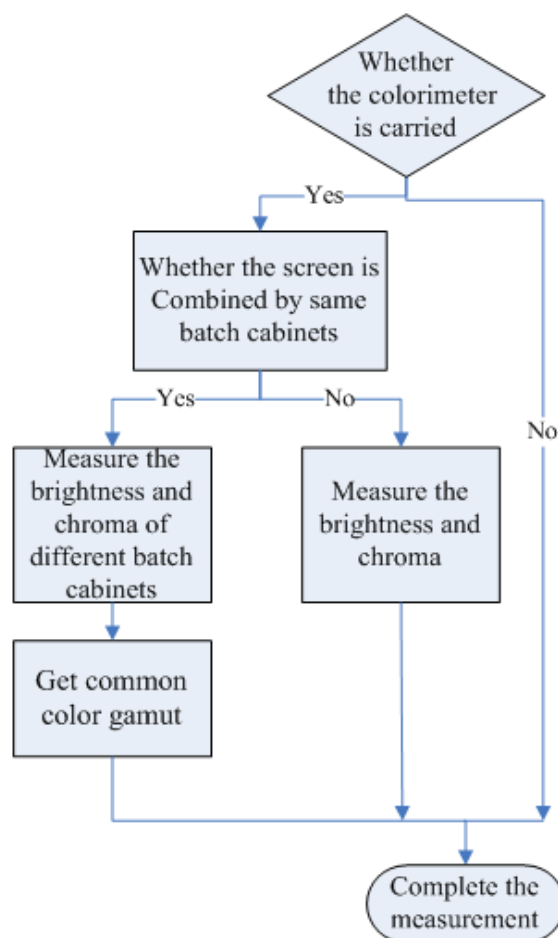 Whether
the colorimeter
is carried
Yes
Whether the screen is
Combined by same
batch cabinets
Yes
No
No
Measure the
brightness and
chroma of
different batch
cabinets
Measure the
brightness and
chroma
Get common
color gamut
Complete the
measurement